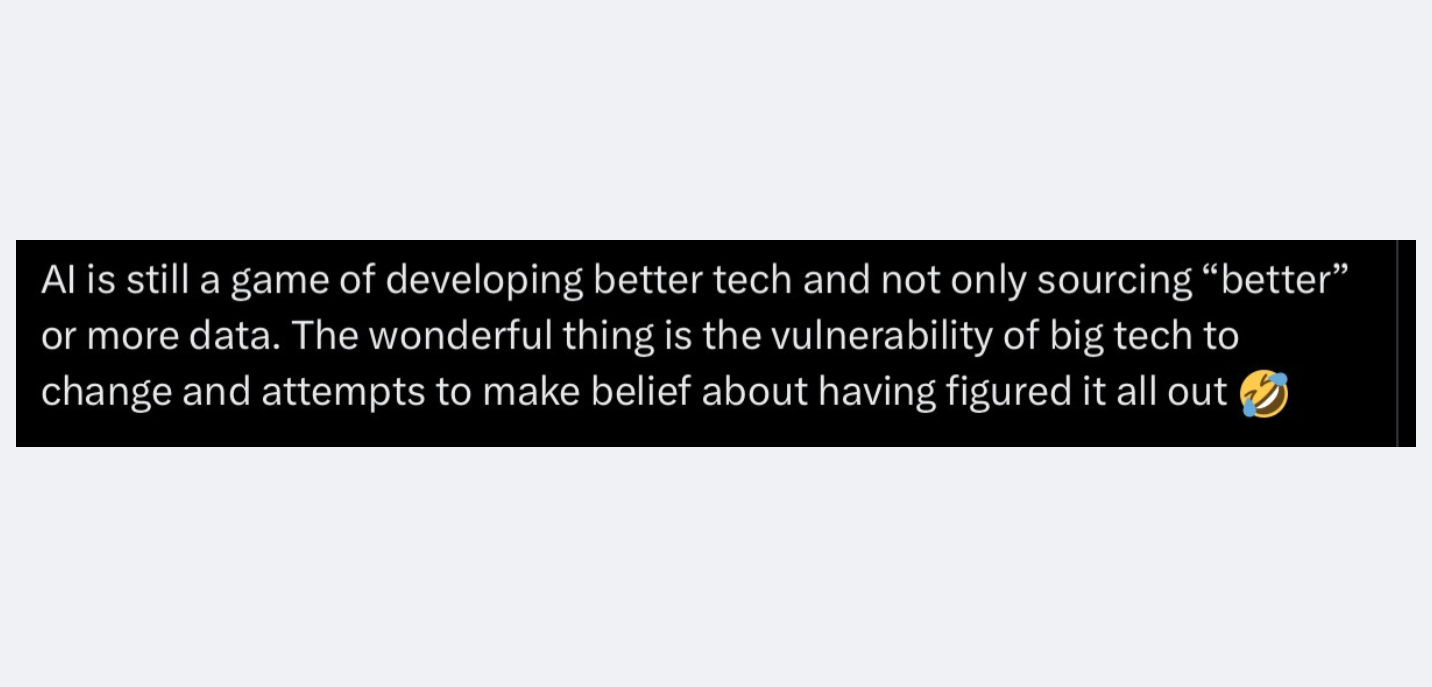 AI is still a game of developing better tech and not only sourcing “better”
or more data. The wonderful thing is the vulnerability of big tech to
change and attempts to make belief about having figured it all out 🤣